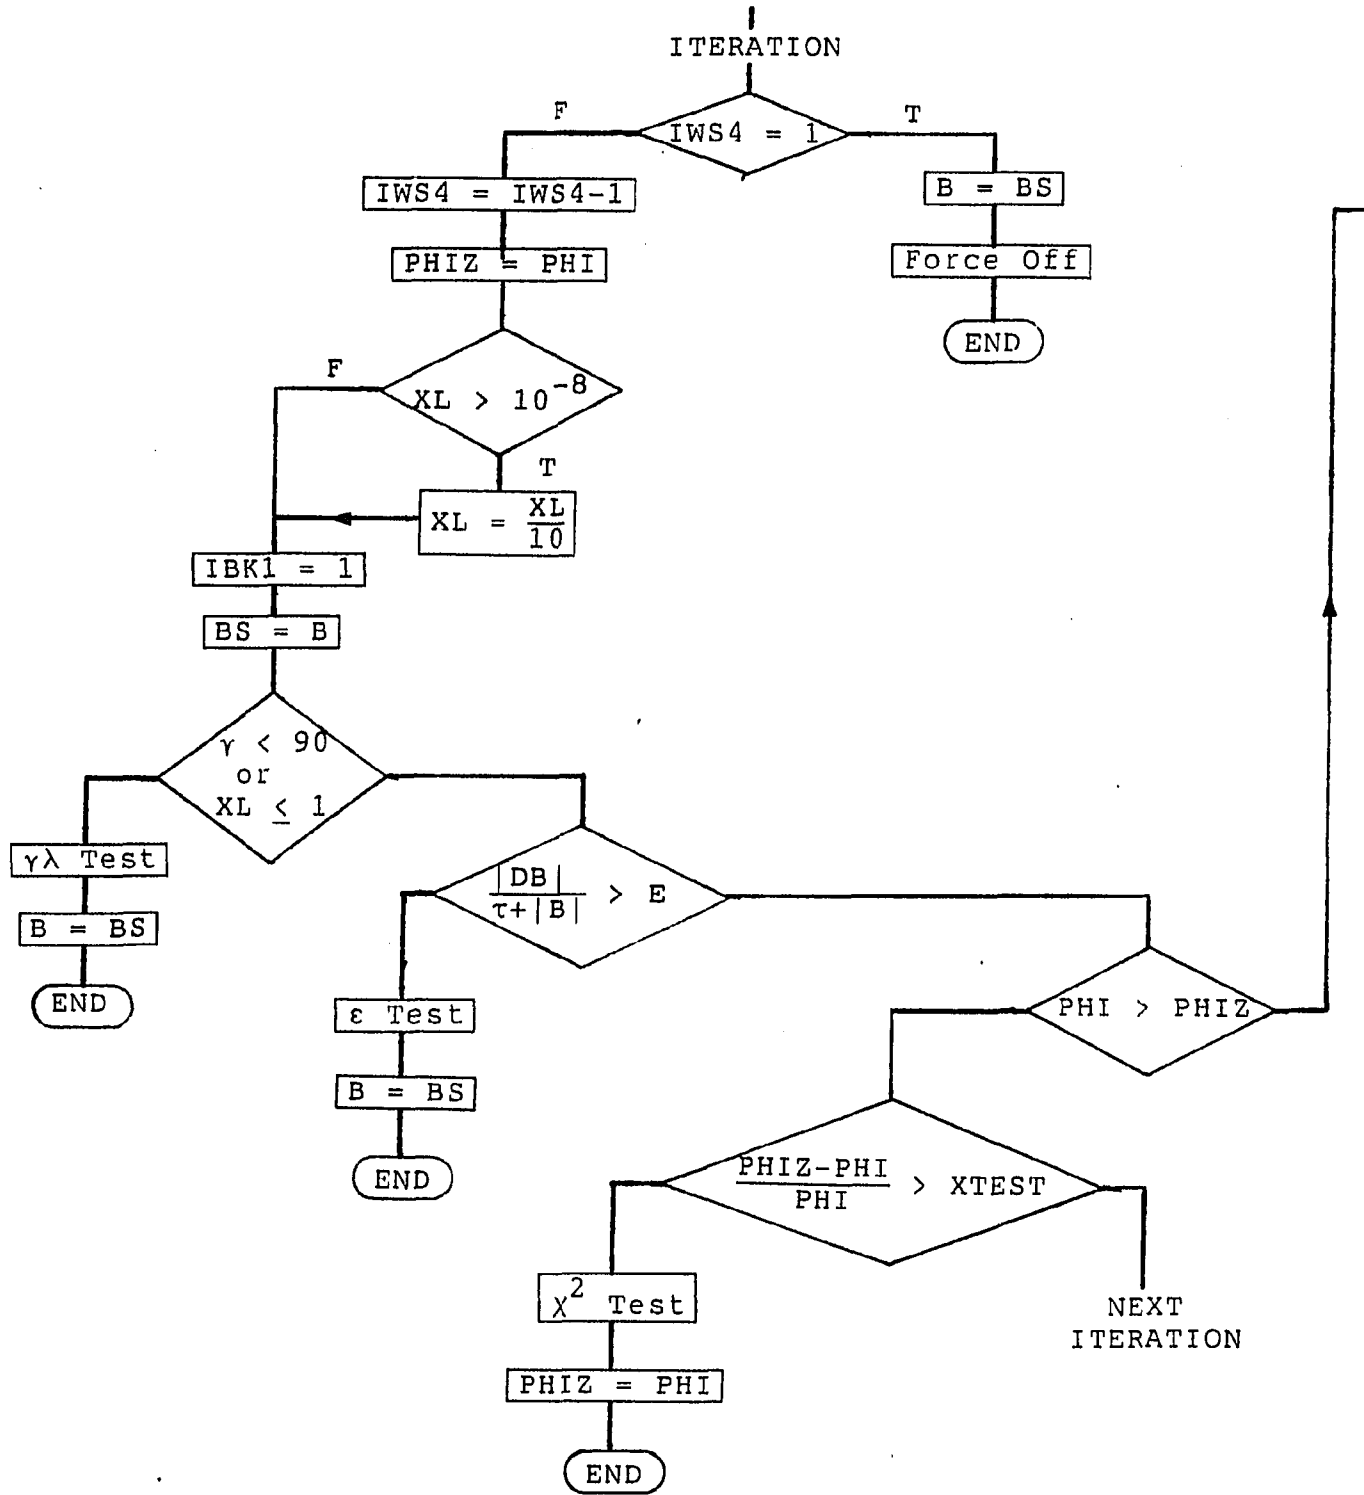 ITERATION
F
IWS4 = 1
T
IWS4 = IWS4-1
B = BS
PHIZ = PHI
Force Off
END
F
XL > 10^-8
T
XL = XL/10
IBK1 = 1
BS = B
γ < 90
or
XL ≤ 1
γλ Test
B = BS
END
|DB|/τ+|B| > E
ε Test
B = BS
END
PHI > PHIZ
PHIZ-PHI/PHI > XTEST
χ² Test
PHIZ = PHI
END
NEXT
ITERATION